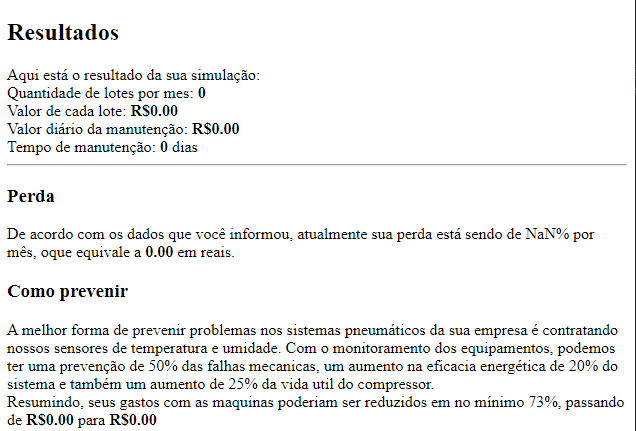 Resultados
Aqui está o resultado da sua simulação:
Quantidade de lotes por mes: 0
Valor de cada lote: R$0.00
Valor diário da manutenção: R$0.00
Tempo de manutenção: 0 dias
Perda
De acordo com os dados que você informou, atualmente sua perda está sendo de NaN% por
mês, oque equivale a 0.00 em reais.
Como prevenir
A melhor forma de prevenir problemas nos sistemas pneumáticos da sua empresa é contratando
nossos sensores de temperatura e umidade. Com o monitoramento dos equipamentos, podemos
ter uma prevenção de 50% das falhas mecanicas, um aumento na eficacia energética de 20% do
sistema e também um aumento de 25% da vida util do compressor.
Resumindo, seus gastos com as maquinas poderiam ser reduzidos em no mínimo 73%, passando
de R$0.00 para R$0.00